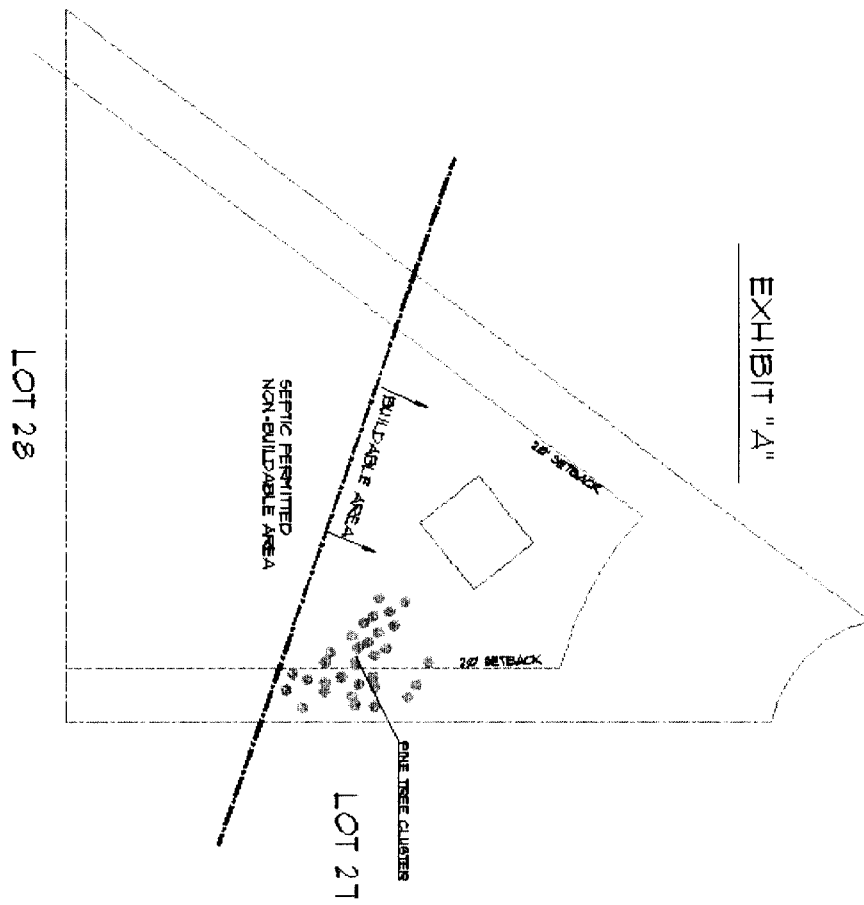 EXHIBIT "A"
20' SETBACK
BUILDABLE AREA
SEPTIC PERMITTED
NON-BUILDABLE AREA
20' SETBACK
PINE TREE CLUSTER
LOT 27
LOT 28